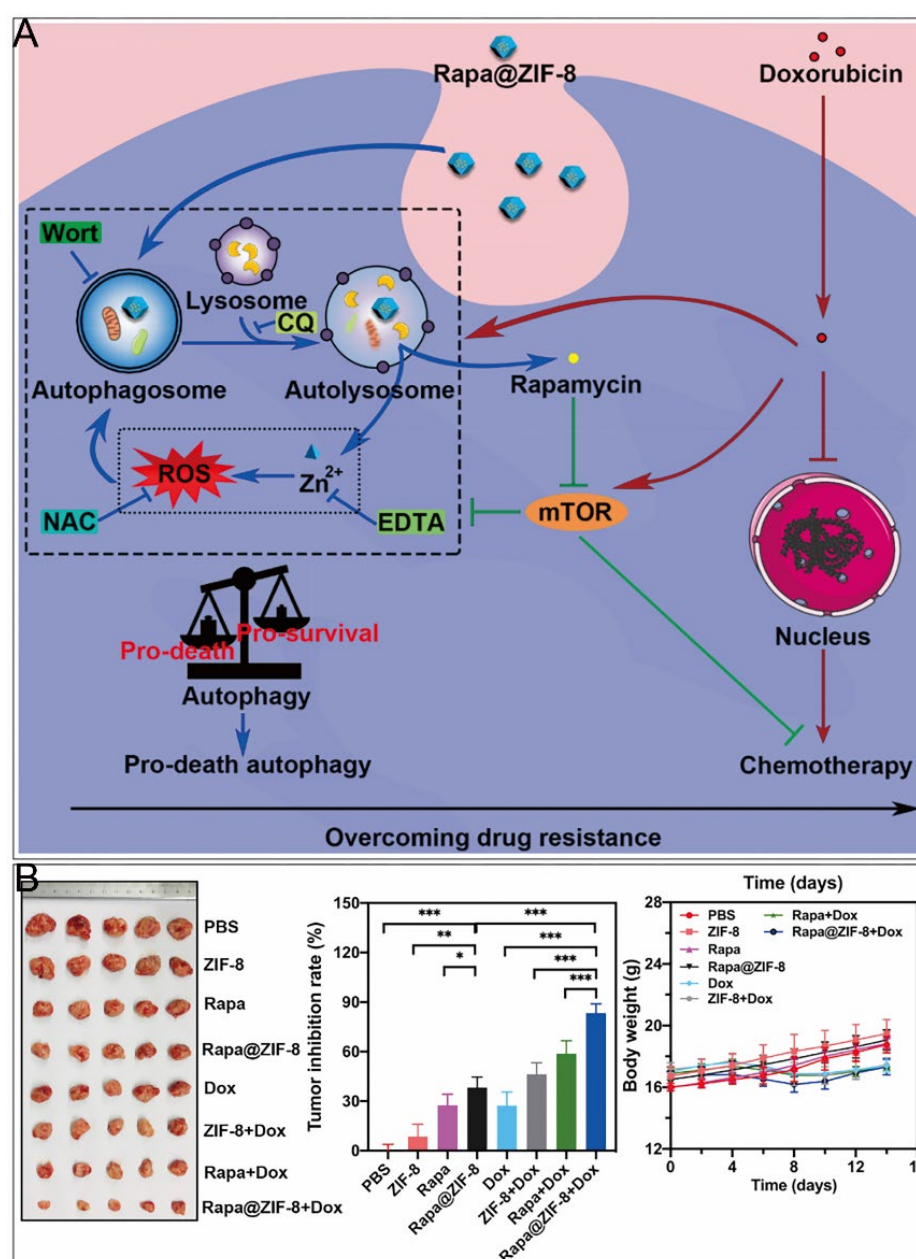 A
Rapa@ZIF-8
Doxorubicin
Wort
Lysosome
CQ
Autophagosome
Autolysosome
Rapamycin
ROS
Zn2+
NAC
EDTA
mTOR
Nucleus
Pro-death
Pro-survival
Autophagy
Pro-death autophagy
Chemotherapy
Overcoming drug resistance
B
PBS
ZIF-8
Rapa
Rapa@ZIF-8
Dox
ZIF-8+Dox
Rapa+Dox
Rapa@ZIF-8+Dox
Tumor inhibition rate (%)
150
120
90
60
30
0
***
***
**
***
*
***
***
PBS
ZIF-8
Rapa
Rapa@ZIF-8
Dox
ZIF-8+Dox
Rapa+Dox
Rapa@ZIF-8+Dox
Time (days)
Body weight (g)
28
24
20
16
12
PBS
ZIF-8
Rapa
Rapa@ZIF-8
Dox
ZIF-8+Dox
Rapa+Dox
Rapa@ZIF-8+Dox
0
4
8
12
14
Time (days)